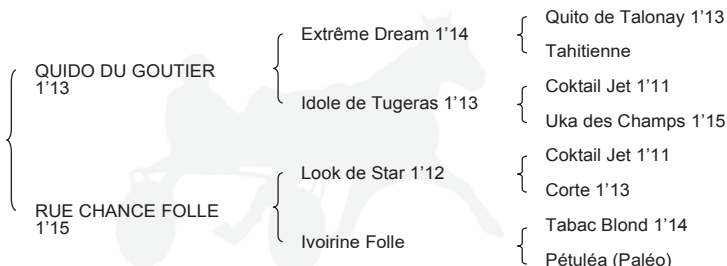 QUIDO DU GOUTIER
1’13
RUE CHANCE FOLLE
1’15
Extrême Dream 1’14
Idole de Tugeras 1’13
Look de Star 1’12
Ivoirine Folle
Quito de Talonay 1’13
Tahitienne
Coktail Jet 1’11
Uka des Champs 1’15
Coktail Jet 1’11
Corte 1’13
Tabac Blond 1’14
Pétuléa (Paléo)